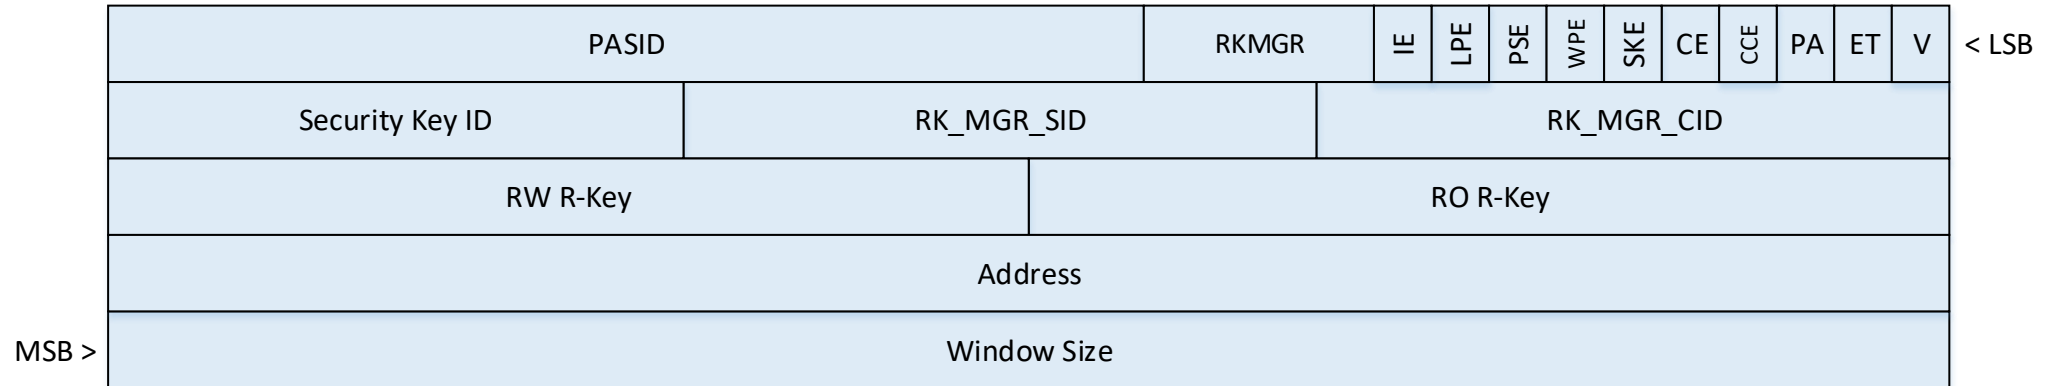 PASID RKMGR IE LPE PSE WPE SKE CE CCE PA ET V < LSB
Security Key ID RK_MGR_SID RK_MGR_CID
RW R-Key RO R-Key
Address
MSB > Window Size